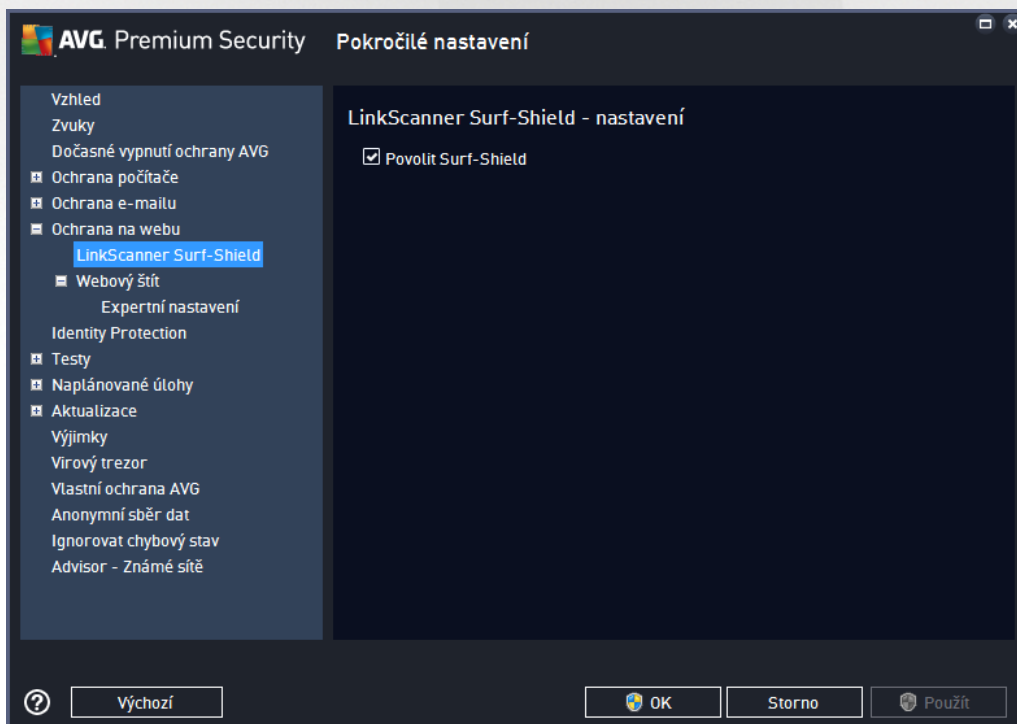 AVG. Premium Security
Pokročilé nastavení
Vzhled
Zvuky
Dočasné vypnutí ochrany AVG
Ochrana počítače
Ochrana e-mailu
Ochrana na webu
LinkScanner Surf-Shield
Webový štít
Expertní nastavení
Identity Protection
Testy
Naplánované úlohy
Aktualizace
Výjimky
Virový trezor
Vlastní ochrana AVG
Anonymní sběr dat
Ignorovat chybový stav
Advisor - Známé sítě
LinkScanner Surf-Shield - nastavení
Povolit Surf-Shield
Výchozí
OK
Storno
Použít